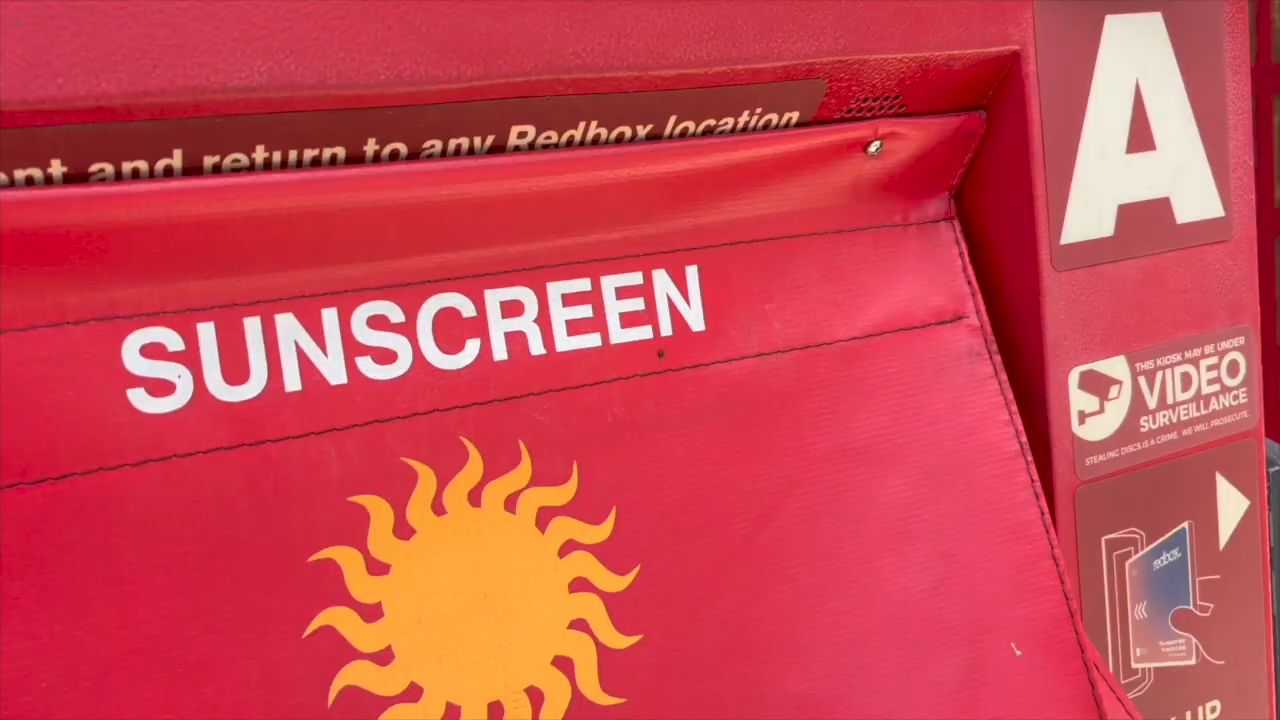 and return to any Redbox location
SUNSCREEN
A
THIS KIOSK MAY BE UNDER
VIDEO
SURVEILLANCE
STEALING DISCS IS A CRIME. WE WILL PROSECUTE.
redbox.
UP